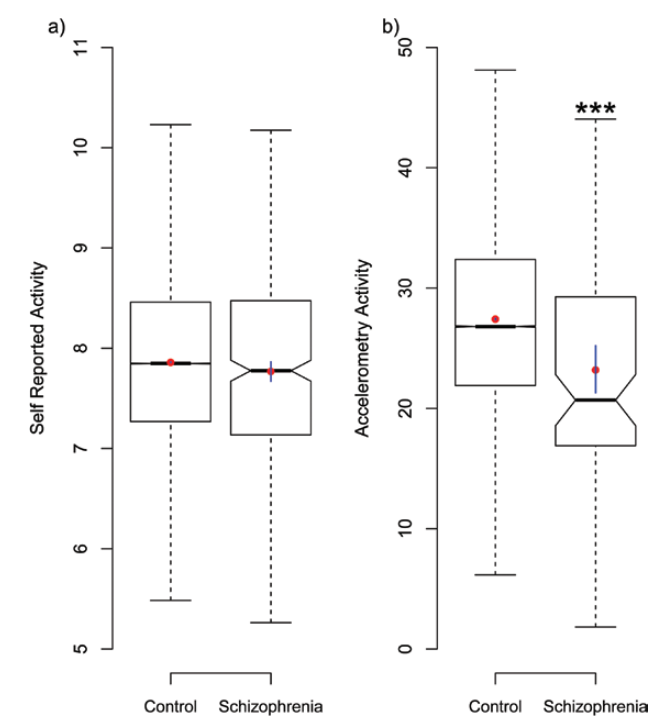 a)
Self Reported Activity
11
10
9
8
7
6
5
Control Schizophrenia
b)
Accelerometry Activity
50
40
30
20
10
0
***
Control Schizophrenia